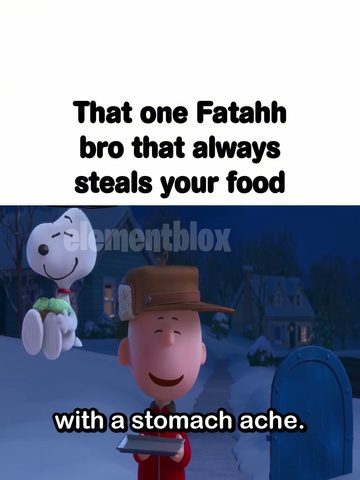 That one Fatahh
bro that always
steals your food
elementblox
with a stomach ache.